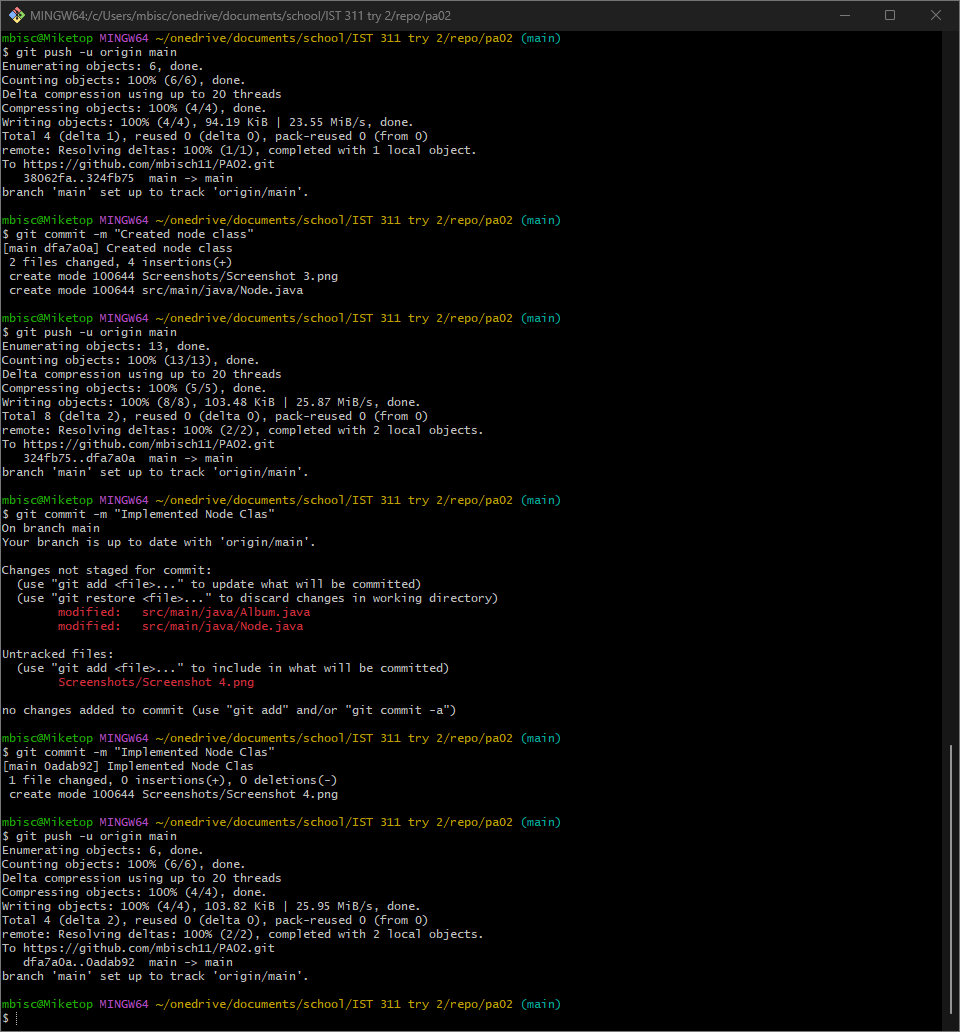 MINGW64:/c/Users/mbisc/onedrive/documents/school/IST 311 try 2/repo/pa02
mbisc@Miketop MINGW64 ~/onedrive/documents/school/IST 311 try 2/repo/pa02 (main)
$ git push -u origin main
Enumerating objects: 6, done.
Counting objects: 100% (6/6), done.
Delta compression using up to 20 threads
Compressing objects: 100% (4/4), done.
Writing objects: 100% (4/4), 94.19 KiB | 23.55 MiB/s, done.
Total 4 (delta 1), reused 0 (delta 0), pack-reused 0 (from 0)
remote: Resolving deltas: 100% (1/1), completed with 1 local object.
To https://github.com/mbisch11/PA02.git
   38062fa..324fb75  main -> main
branch 'main' set up to track 'origin/main'.
mbisc@Miketop MINGW64 ~/onedrive/documents/school/IST 311 try 2/repo/pa02 (main)
$ git commit -m "Created node class"
[main dfa7a0a] Created node class
 2 files changed, 4 insertions(+)
 create mode 100644 Screenshots/Screenshot 3.png
 create mode 100644 src/main/java/Node.java
mbisc@Miketop MINGW64 ~/onedrive/documents/school/IST 311 try 2/repo/pa02 (main)
$ git push -u origin main
Enumerating objects: 13, done.
Counting objects: 100% (13/13), done.
Delta compression using up to 20 threads
Compressing objects: 100% (5/5), done.
Writing objects: 100% (8/8), 103.48 KiB | 25.87 MiB/s, done.
Total 8 (delta 2), reused 0 (delta 0), pack-reused 0 (from 0)
remote: Resolving deltas: 100% (2/2), completed with 2 local objects.
To https://github.com/mbisch11/PA02.git
   324fb75..dfa7a0a  main -> main
branch 'main' set up to track 'origin/main'.
mbisc@Miketop MINGW64 ~/onedrive/documents/school/IST 311 try 2/repo/pa02 (main)
$ git commit -m "Implemented Node Clas"
On branch main
Your branch is up to date with 'origin/main'.
Changes not staged for commit:
  (use "git add <file>..." to update what will be committed)
  (use "git restore <file>..." to discard changes in working directory)
        modified:   src/main/java/Album.java
        modified:   src/main/java/Node.java
Untracked files:
  (use "git add <file>..." to include in what will be committed)
        Screenshots/Screenshot 4.png
no changes added to commit (use "git add" and/or "git commit -a")
mbisc@Miketop MINGW64 ~/onedrive/documents/school/IST 311 try 2/repo/pa02 (main)
$ git commit -m "Implemented Node Clas"
[main 0adab92] Implemented Node Clas
 1 file changed, 0 insertions(+), 0 deletions(-)
 create mode 100644 Screenshots/Screenshot 4.png
mbisc@Miketop MINGW64 ~/onedrive/documents/school/IST 311 try 2/repo/pa02 (main)
$ git push -u origin main
Enumerating objects: 6, done.
Counting objects: 100% (6/6), done.
Delta compression using up to 20 threads
Compressing objects: 100% (4/4), done.
Writing objects: 100% (4/4), 103.82 KiB | 25.95 MiB/s, done.
Total 4 (delta 2), reused 0 (delta 0), pack-reused 0 (from 0)
remote: Resolving deltas: 100% (2/2), completed with 2 local objects.
To https://github.com/mbisch11/PA02.git
   dfa7a0a..0adab92  main -> main
branch 'main' set up to track 'origin/main'.
mbisc@Miketop MINGW64 ~/onedrive/documents/school/IST 311 try 2/repo/pa02 (main)
$